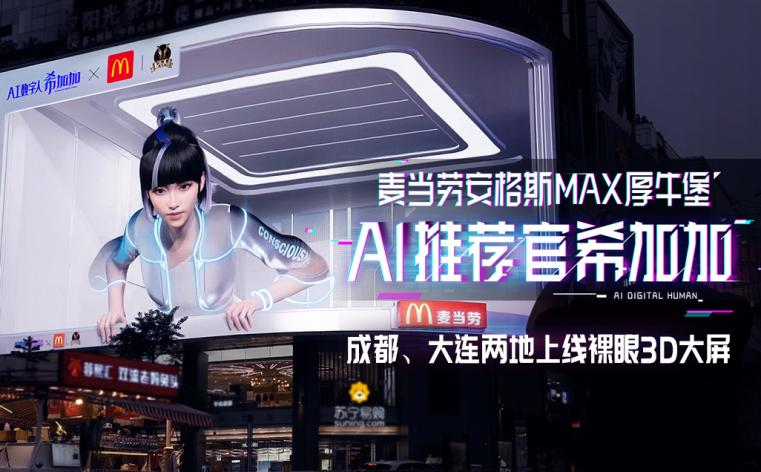 AI数字人 希加加 ×
麦当劳安格斯MAX厚牛堡
AI推荐官希加加
AI DIGITAL HUMAN_
CONSCIOUS
麦当劳
成都、大连两地上线裸眼3D大屏
苏宁易购
suning.com